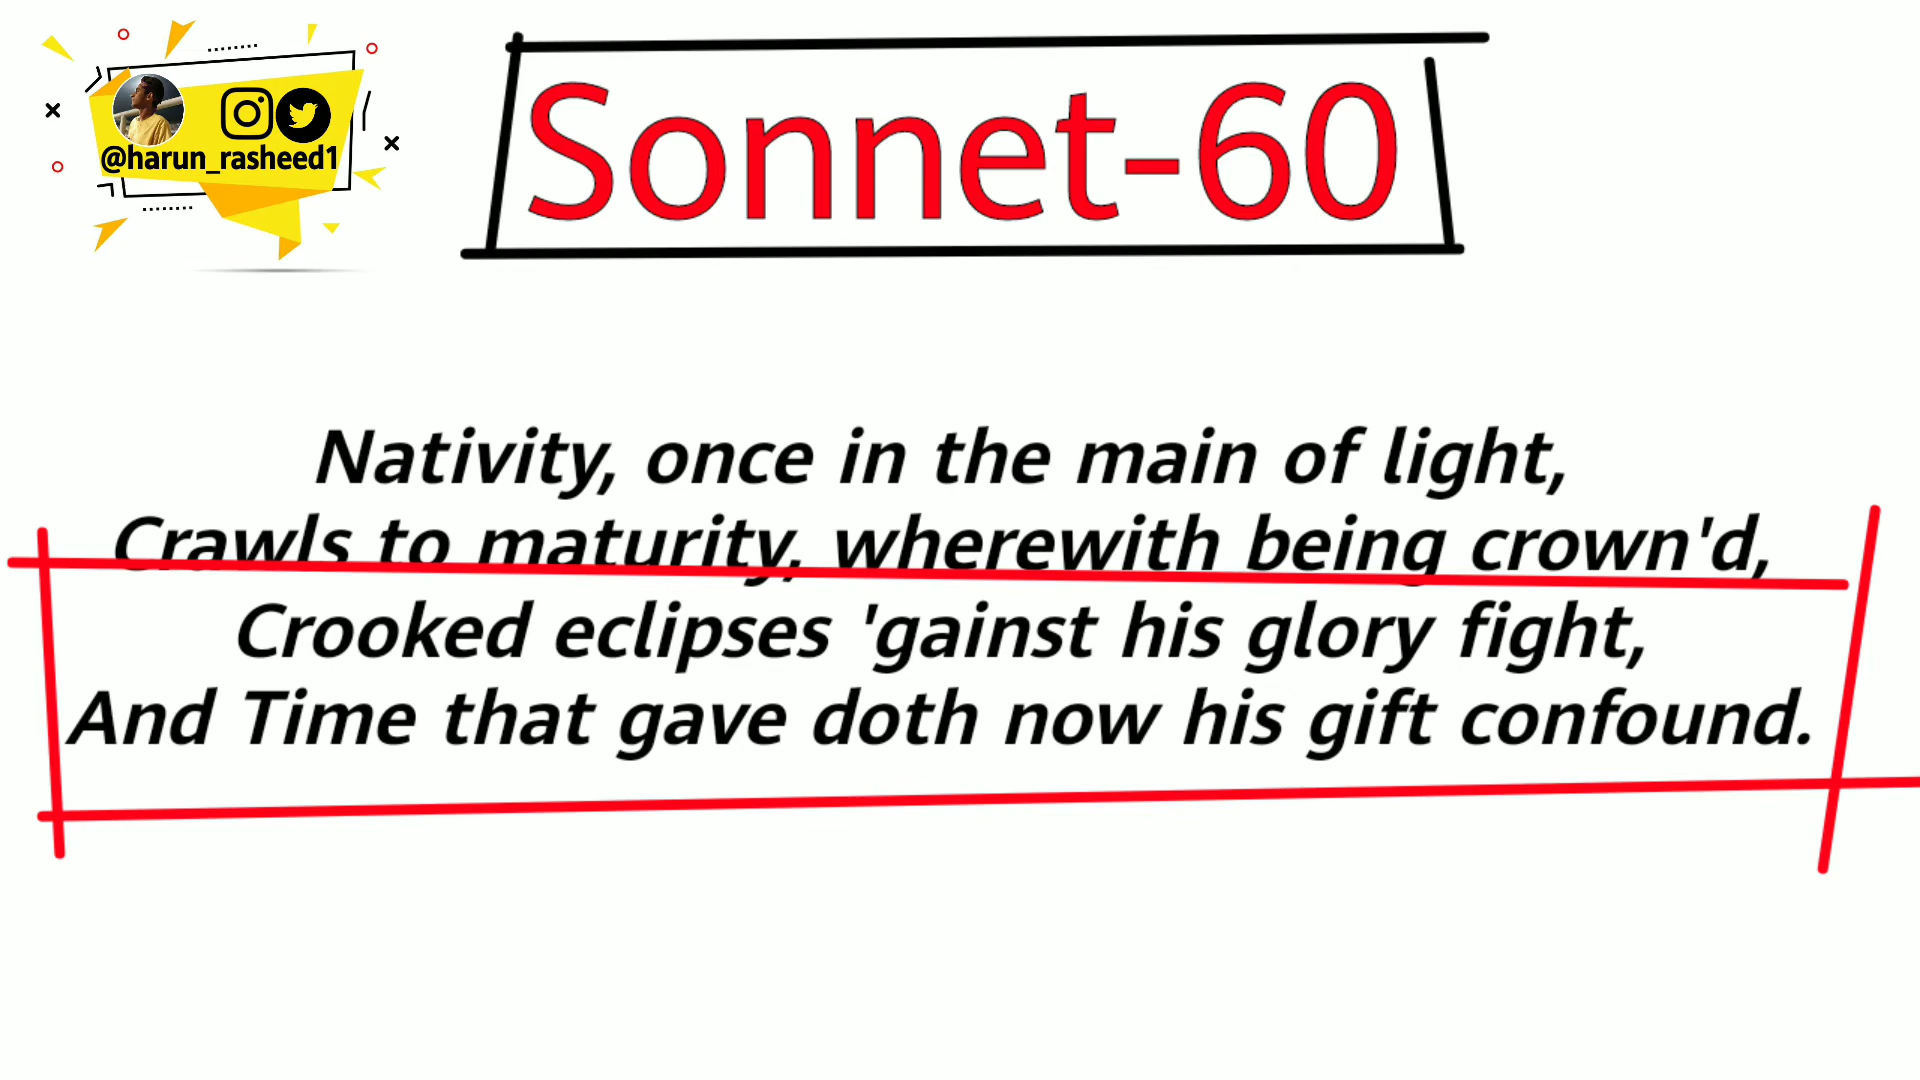 @harun_rasheed1
Sonnet-60
Nativity, once in the main of light,
Crawls to maturity, wherewith being crown'd,
Crooked eclipses 'gainst his glory fight,
And Time that gave doth now his gift confound.